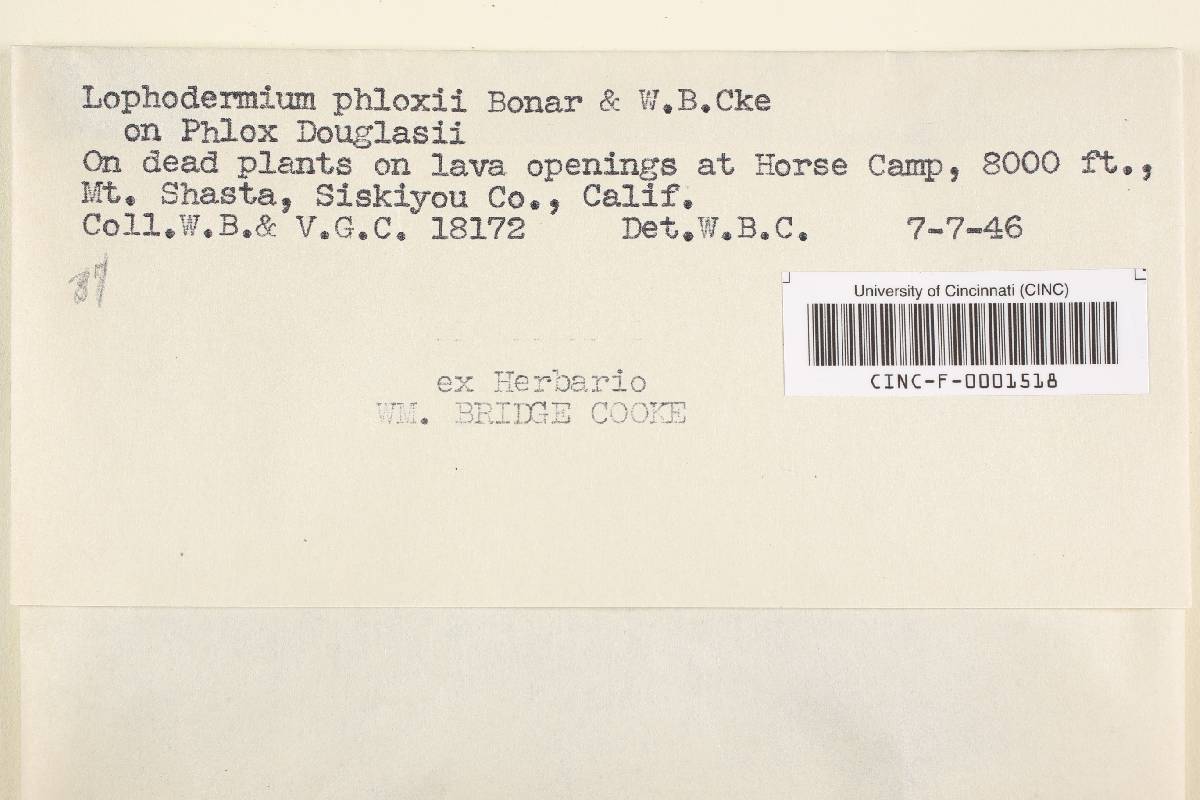 Lophodermium phloxii Bonar & W.B.Cke
on Phlox Douglasii
On dead plants on lava openings at Horse Camp, 8000 ft.,
Mt. Shasta, Siskiyou Co., Calif.
Coll.W.B.& V.G.C. 18172 Det.W.B.C. 7-7-46
87
University of Cincinnati (CINC)
CINC-F-0001518
ex Herbario
WM. BRIDGE COOKE